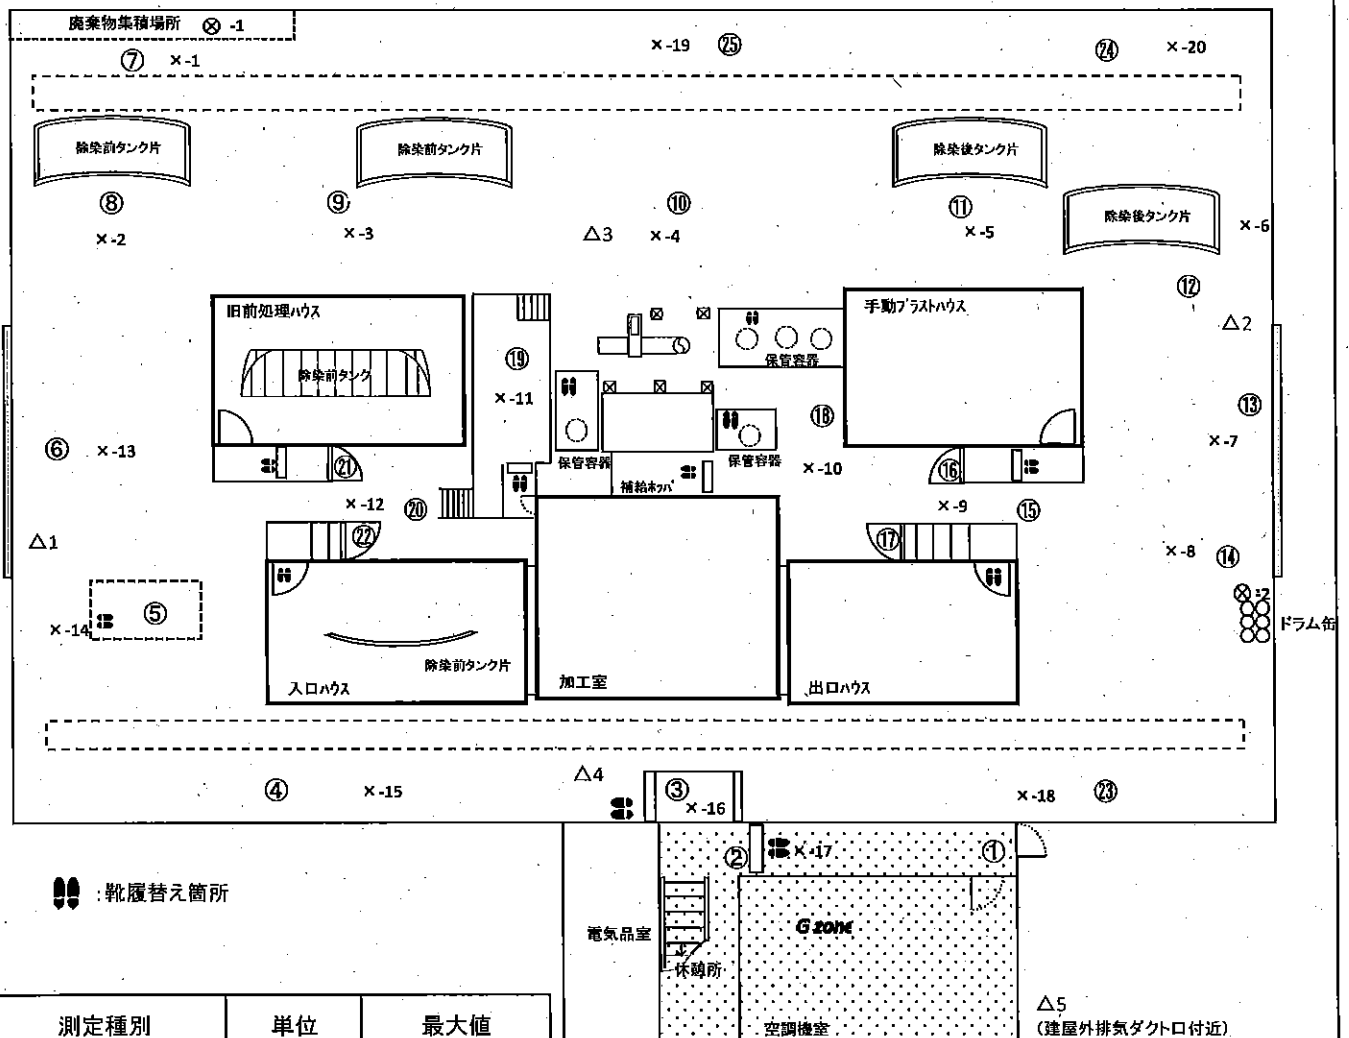 廃棄物集積場所 ⊗ -1
⑦ ×-1
×-19 ㉕
㉔ ×-20
除染前タンク片
除染前タンク片
除染後タンク片
除染後タンク片
⑧
⑨
⑩
⑪
×-2
×-3
△3
×-4
×-5
×-6
⑫
△2
旧前処理ハウス
除染前タンク
手動ブラストハウス
保管容器
⑲
×-11
⑱
⑬
×-7
⑥ ×-13
㉑
保管容器
保管容器
×-10
⑯
補給ホッパ
×-12 ⑳
×-9 ⑮
△1
㉒
⑰
×-8 ⑭
⊗-2
ドラム缶
⑤
×-14
除染前タンク片
入口ハウス
加工室
出口ハウス
④ ×-15
△4
③
×-16
×-18 ㉓
② ×-17 ①
:靴履替え箇所
電気品室
G zone
休憩所
空調機室
△5
(建屋外排気ダクト口付近)
測定種別 単位 最大値